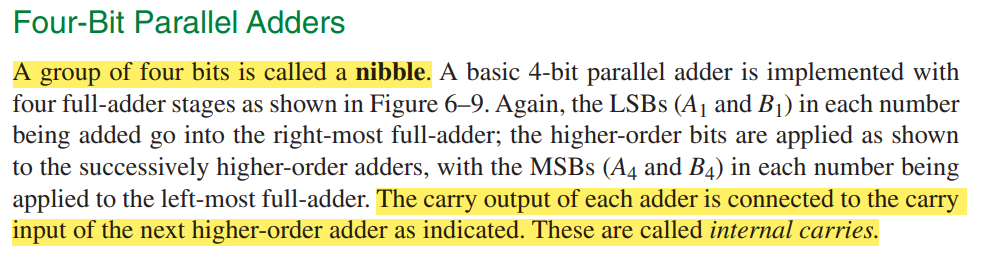 Four-Bit Parallel Adders
A group of four bits is called a nibble. A basic 4-bit parallel adder is implemented with
four full-adder stages as shown in Figure 6–9. Again, the LSBs (A₁ and B₁) in each number
being added go into the right-most full-adder; the higher-order bits are applied as shown
to the successively higher-order adders, with the MSBs (A₄ and B₄) in each number being
applied to the left-most full-adder. The carry output of each adder is connected to the carry
input of the next higher-order adder as indicated. These are called internal carries.